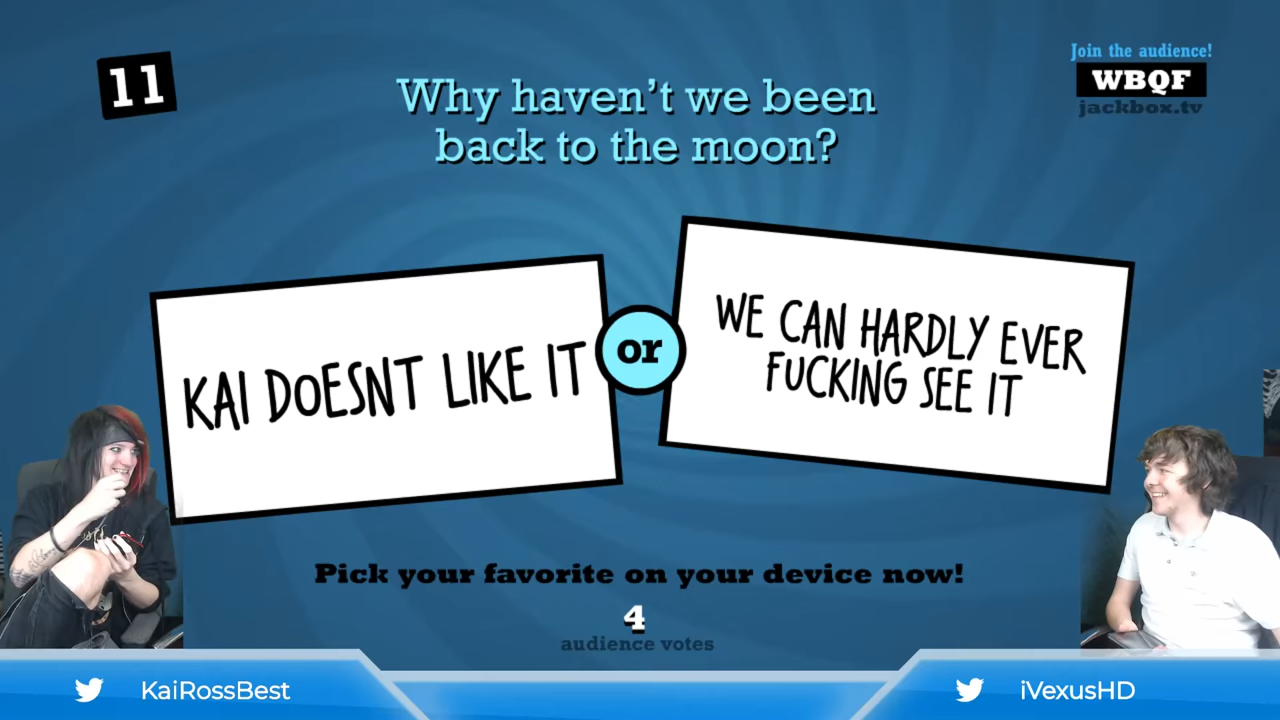 11
Join the audience!
WBQF
jackbox.tv
Why haven't we been
back to the moon?
KAI DOESNT LIKE IT
or
WE CAN HARDLY EVER
FUCKING SEE IT
Pick your favorite on your device now!
4
audience votes
KaiRossBest
iVexusHD